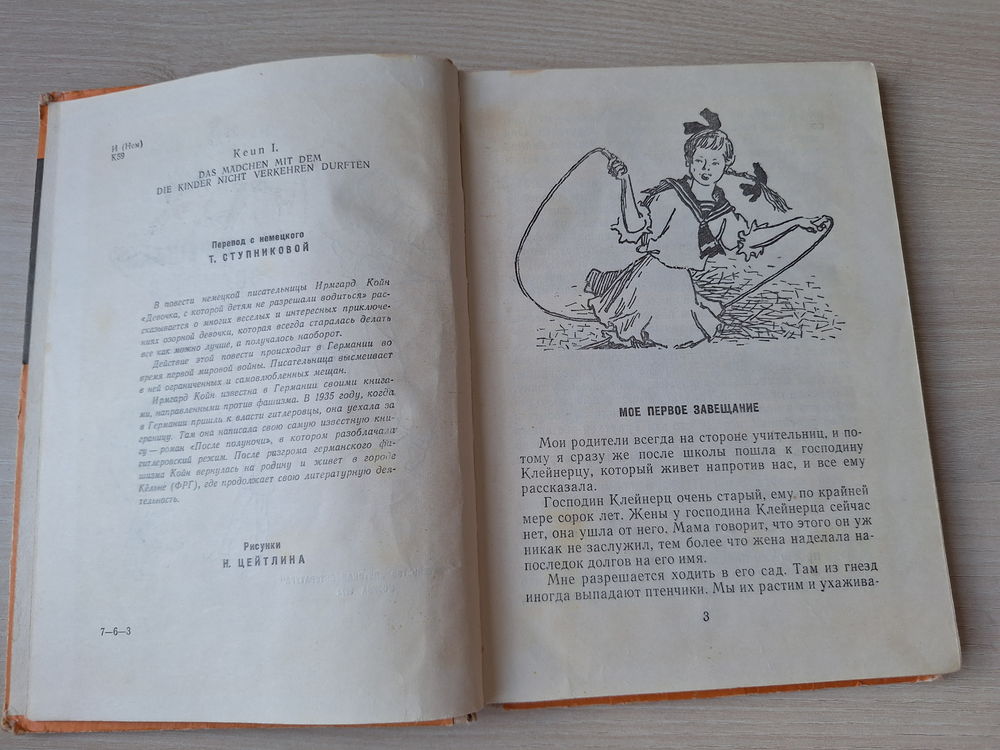 И (Нем)
К59
Keun I.
DAS MÄDCHEN MIT DEM
DIE KINDER NICHT VERKEHREN DURFTEN
Перевод с немецкого
Т. СТУПНИКОВОЙ
В повести немецкой писательницы Ирмгард Койн
«Девочка, с которой детям не разрешали водиться» рас-
сказывается о многих веселых и интересных приключе-
ниях озорной девочки, которая всегда старалась делать
все как можно лучше, а получалось наоборот.
Действие этой повести происходит в Германии во
время первой мировой войны. Писательница высмеивает
в ней ограниченных и самовлюбленных мещан.
Ирмгард Койн известна в Германии своими книга-
ми, направленными против фашизма. В 1935 году, когда
в Германии пришли к власти гитлеровцы, она уехала за
границу. Там она написала свою самую известную кни-
гу — роман «После полуночи», в котором разоблачала
гитлеровский режим. После разгрома германского фа-
шизма Койн вернулась на родину и живет в городе
Кёльне (ФРГ), где продолжает свою литературную дея-
тельность.
Рисунки
Н. ЦЕЙТЛИНА
7—6—3
МОЕ ПЕРВОЕ ЗАВЕЩАНИЕ
Мои родители всегда на стороне учительниц, и по-
тому я сразу же после школы пошла к господину
Клейнерцу, который живет напротив нас, и все ему
рассказала.
Господин Клейнерц очень старый, ему по крайней
мере сорок лет. Жены у господина Клейнерца сейчас
нет, она ушла от него. Мама говорит, что этого он уж
никак не заслужил, тем более что жена наделала на-
последок долгов на его имя.
Мне разрешается ходить в его сад. Там из гнезд
иногда выпадают птенчики. Мы их растим и ухажива-
3